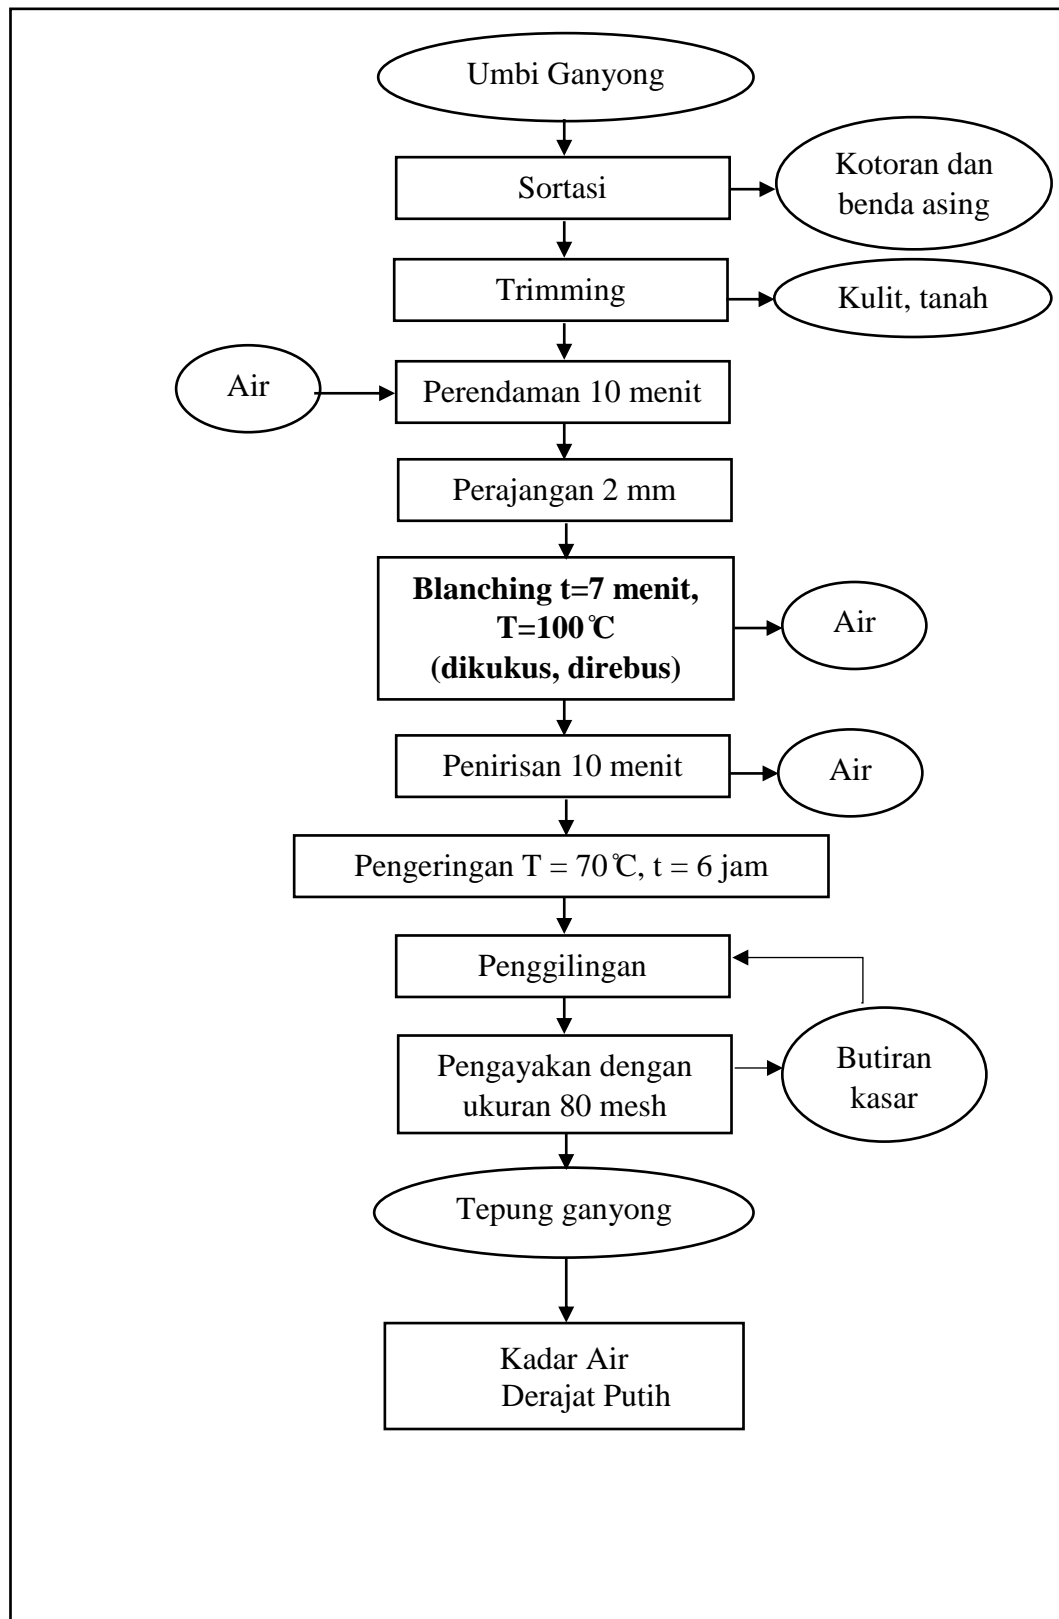 Umbi Ganyong
Sortasi
Kotoran dan
benda asing
Trimming
Kulit, tanah
Air
Perendaman 10 menit
Perajangan 2 mm
Blanching t=7 menit,
T=100℃
(dikukus, direbus)
Air
Penirisan 10 menit
Air
Pengeringan T = 70℃, t = 6 jam
Penggilingan
Pengayakan dengan
ukuran 80 mesh
Butiran
kasar
Tepung ganyong
Kadar Air
Derajat Putih